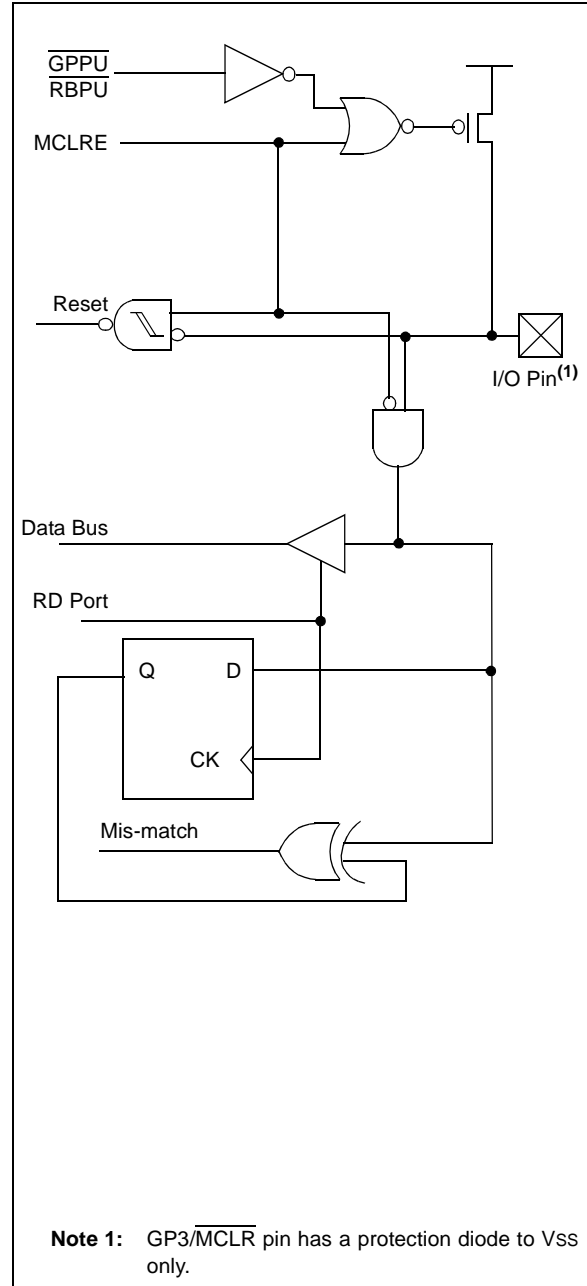 GPPU
RBPU
MCLRE
Reset
I/O Pin(1)
Data Bus
RD Port
Q D
CK
Mis-match
Note 1: GP3/MCLR pin has a protection diode to VSS
only.